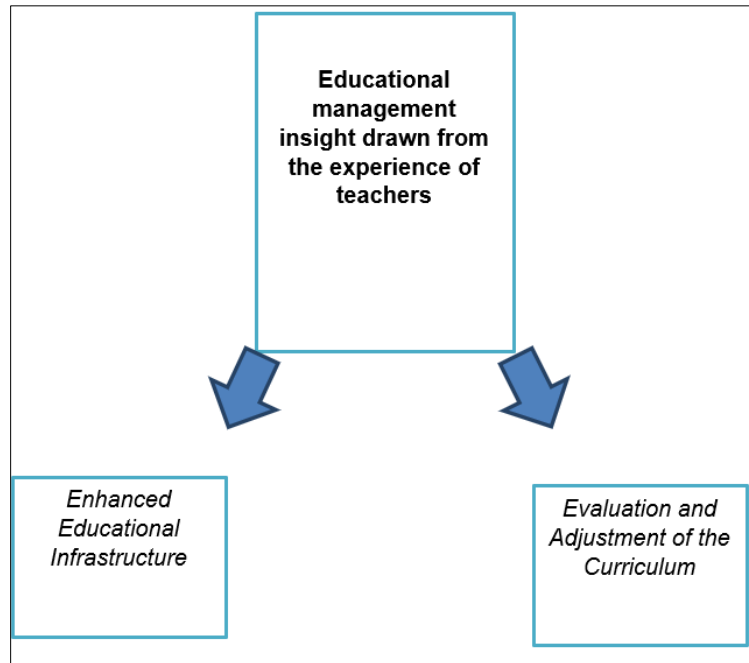 Educational
management
insight drawn from
the experience of
teachers
Enhanced
Educational
Infrastructure
Evaluation and
Adjustment of the
Curriculum